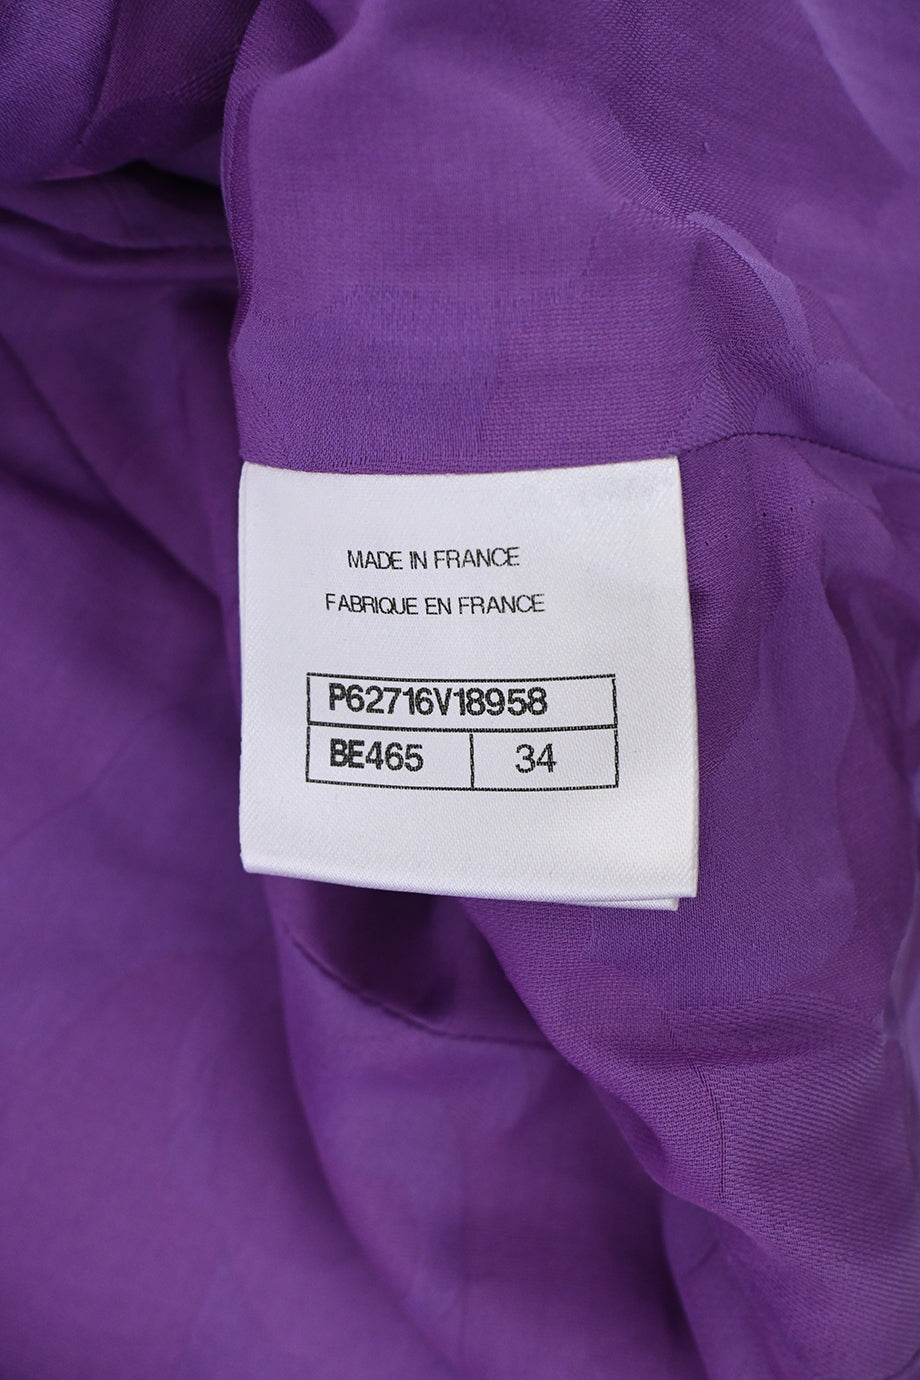 MADE IN FRANCE
FABRIQUE EN FRANCE
P62716V18958
BE465 34